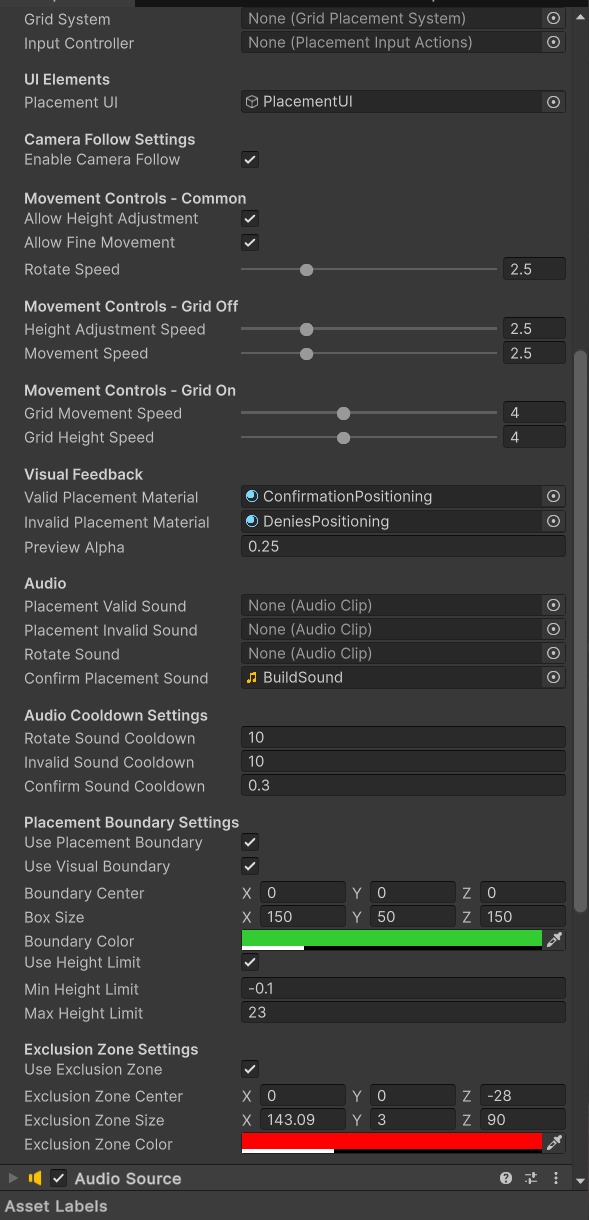 Grid System None (Grid Placement System)
Input Controller None (Placement Input Actions)
UI Elements
Placement UI PlacementUI
Camera Follow Settings
Enable Camera Follow
Movement Controls - Common
Allow Height Adjustment
Allow Fine Movement
Rotate Speed 2.5
Movement Controls - Grid Off
Height Adjustment Speed 2.5
Movement Speed 2.5
Movement Controls - Grid On
Grid Movement Speed 4
Grid Height Speed 4
Visual Feedback
Valid Placement Material ConfirmationPositioning
Invalid Placement Material DeniesPositioning
Preview Alpha 0.25
Audio
Placement Valid Sound None (Audio Clip)
Placement Invalid Sound None (Audio Clip)
Rotate Sound None (Audio Clip)
Confirm Placement Sound BuildSound
Audio Cooldown Settings
Rotate Sound Cooldown 10
Invalid Sound Cooldown 10
Confirm Sound Cooldown 0.3
Placement Boundary Settings
Use Placement Boundary
Use Visual Boundary
Boundary Center X 0 Y 0 Z 0
Box Size X 150 Y 50 Z 150
Boundary Color
Use Height Limit
Min Height Limit -0.1
Max Height Limit 23
Exclusion Zone Settings
Use Exclusion Zone
Exclusion Zone Center X 0 Y 0 Z -28
Exclusion Zone Size X 143.09 Y 3 Z 90
Exclusion Zone Color
Audio Source
Asset Labels